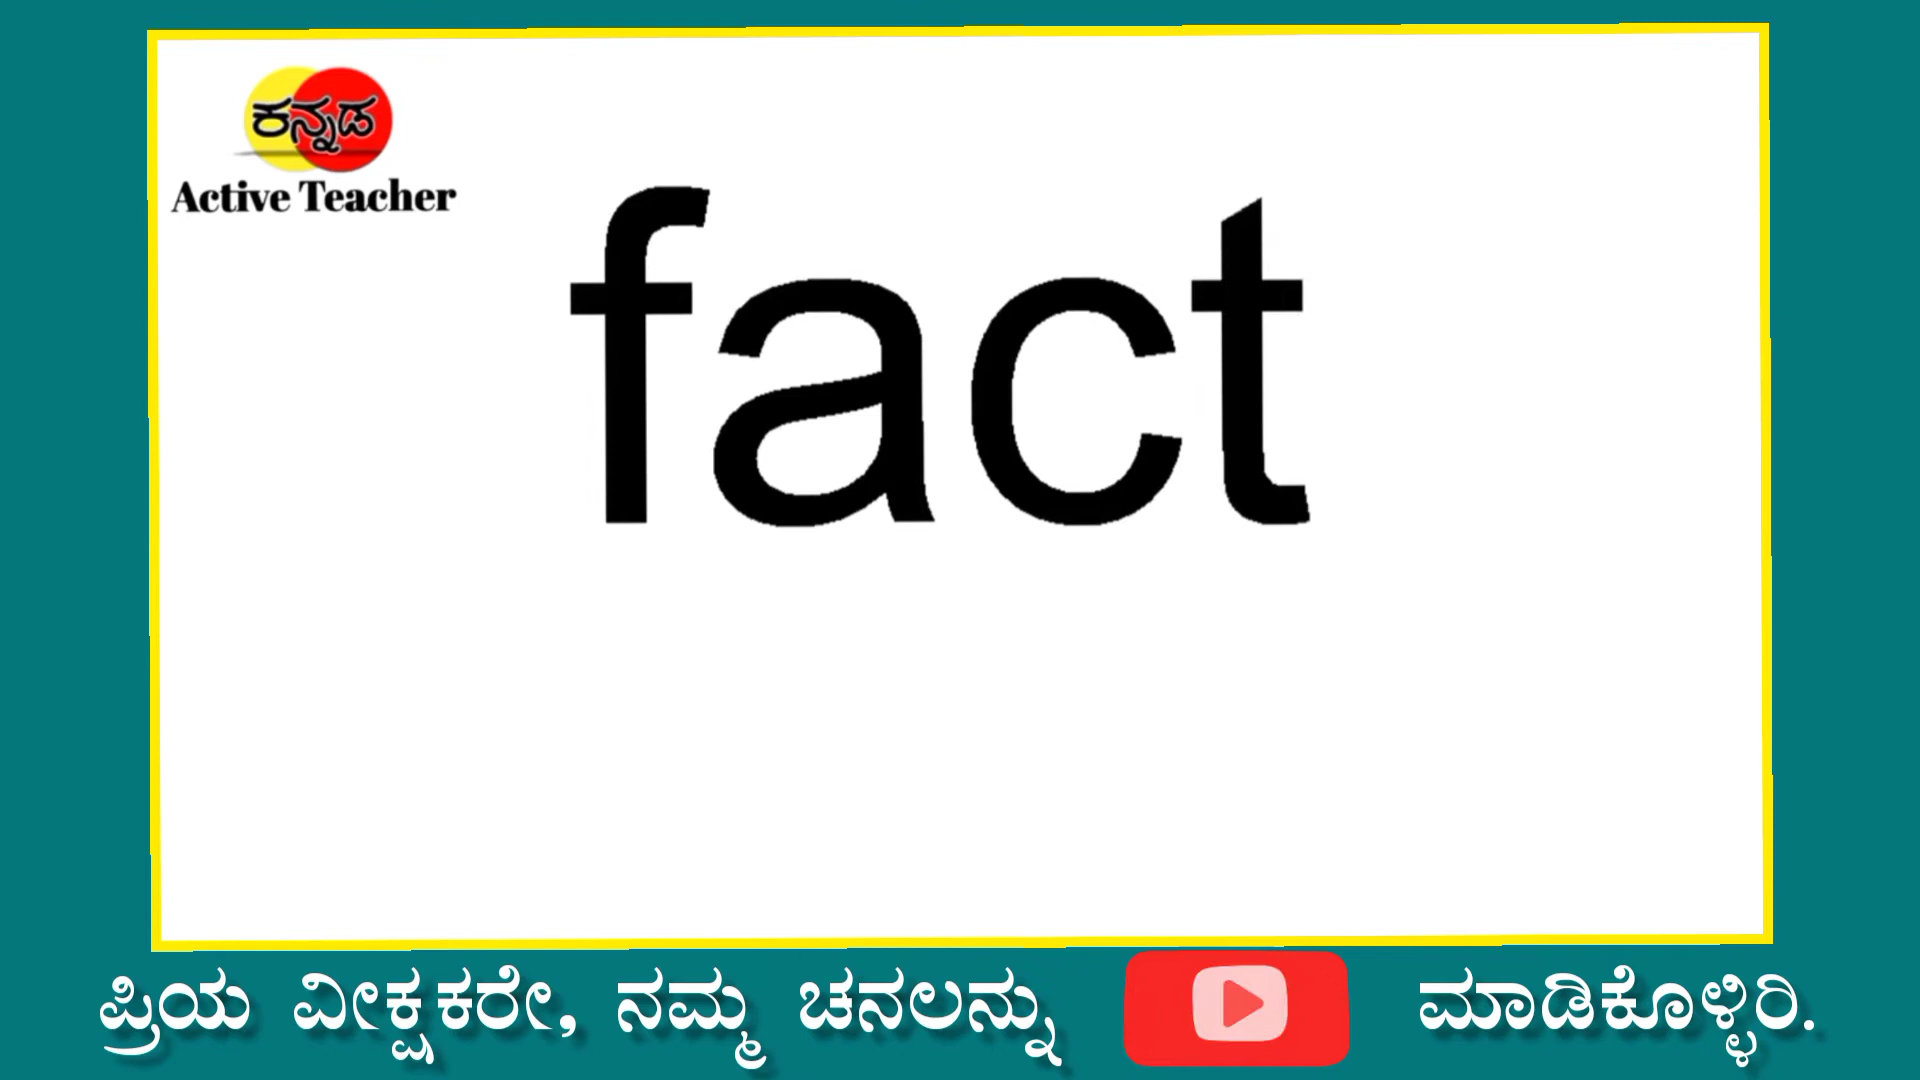 ಕನ್ನಡ
Active Teacher
fact
ಪ್ರಿಯ ವೀಕ್ಷಕರೇ, ನಮ್ಮ ಚನಲನ್ನು ಮಾಡಿಕೊಳ್ಳಿರಿ.